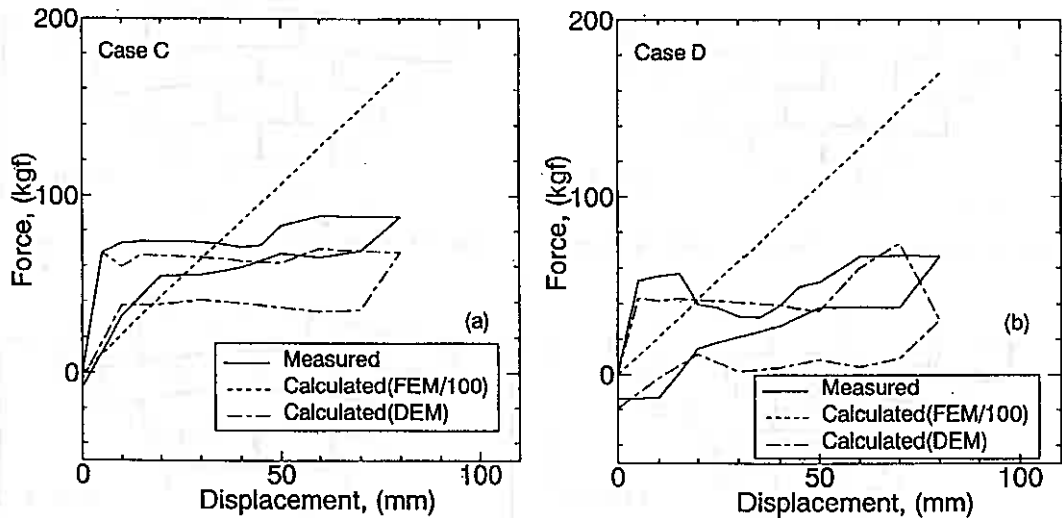 200
Case C
100
0
Force, (kgf)
(a)
Measured
Calculated(FEM/100)
Calculated(DEM)
0
50
100
Displacement, (mm)
200
Case D
100
0
Force, (kgf)
(b)
Measured
Calculated(FEM/100)
Calculated(DEM)
0
50
100
Displacement, (mm)